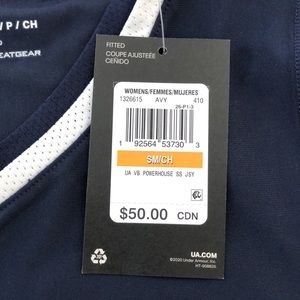 / P / CH
EATGEAR
FITTED
COUPE AJUSTÉE
CEÑIDO
WOMENS/FEMMES/MUJERES
1326615 AVY 410
26-P1-3
1 92564 53730 3
SM/CH
UA VB POWERHOUSE SS JSY
$50.00 CDN
UA.COM
©2020 Under Armour, Inc.